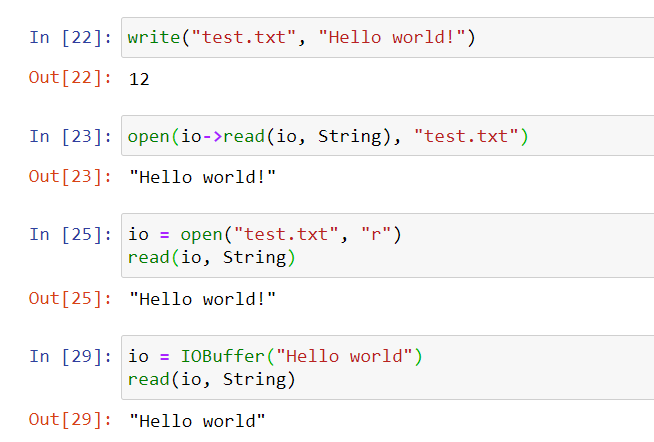 In [22]: write("test.txt", "Hello world!")
Out[22]: 12
In [23]: open(io->read(io, String), "test.txt")
Out[23]: "Hello world!"
In [25]: io = open("test.txt", "r")
read(io, String)
Out[25]: "Hello world!"
In [29]: io = IOBuffer("Hello world")
read(io, String)
Out[29]: "Hello world"